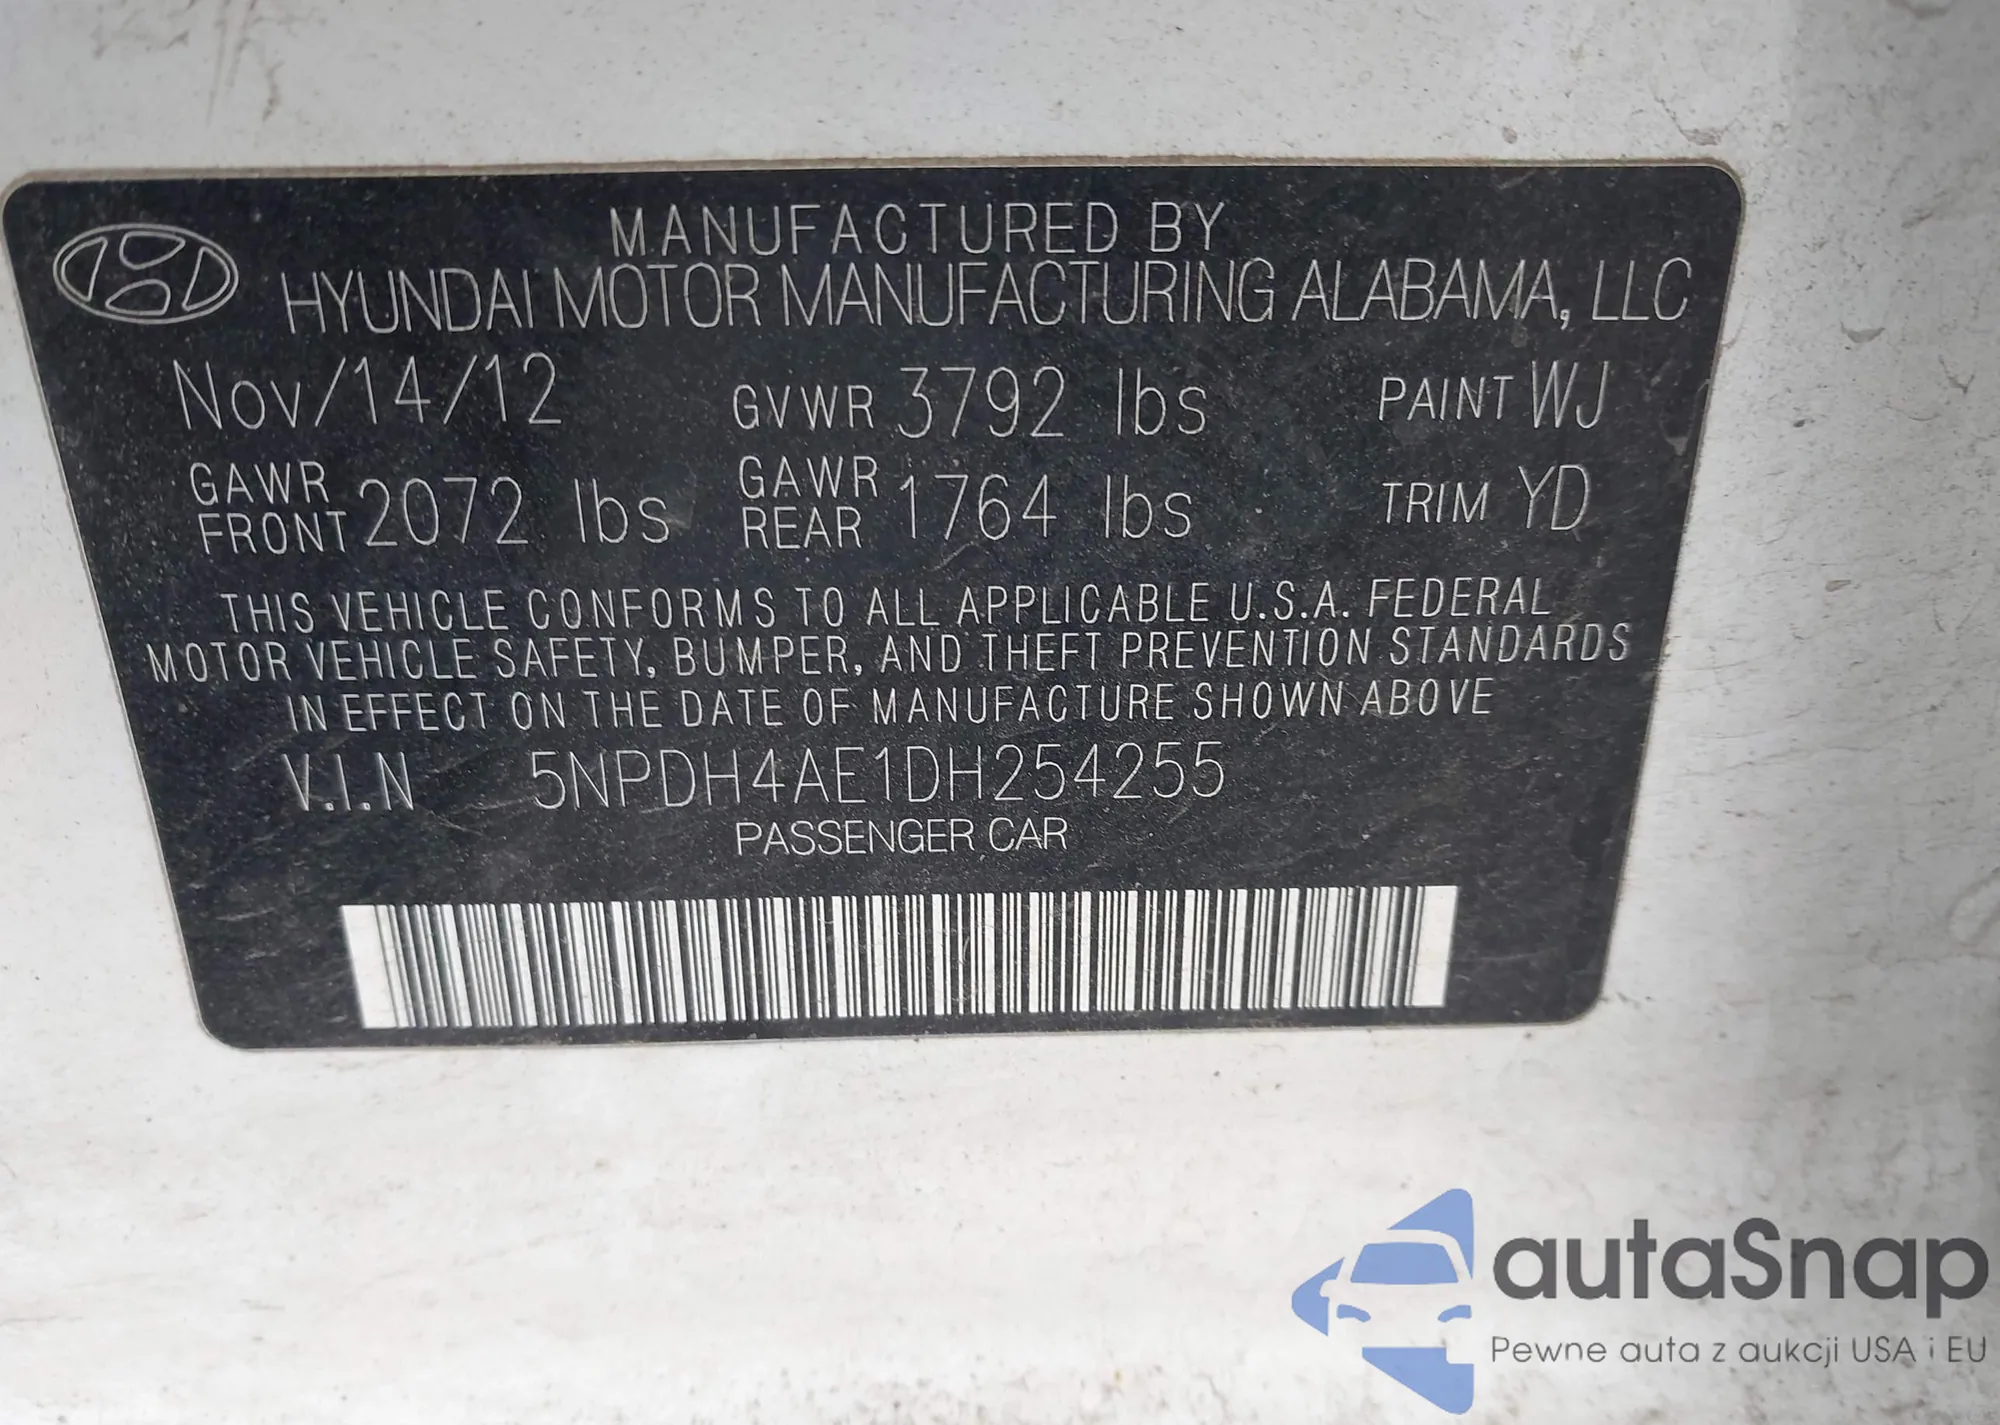 MANUFACTURED BY
HYUNDAI MOTOR MANUFACTURING ALABAMA, LLC
Nov/14/12 GVWR 3792 lbs PAINT WJ
GAWR FRONT 2072 lbs GAWR REAR 1764 lbs TRIM YD
THIS VEHICLE CONFORMS TO ALL APPLICABLE U.S.A. FEDERAL
MOTOR VEHICLE SAFETY, BUMPER, AND THEFT PREVENTION STANDARDS
IN EFFECT ON THE DATE OF MANUFACTURE SHOWN ABOVE
V.I.N 5NPDH4AE1DH254255
PASSENGER CAR
autaSnap
Pewne auta z aukcji USA i EU